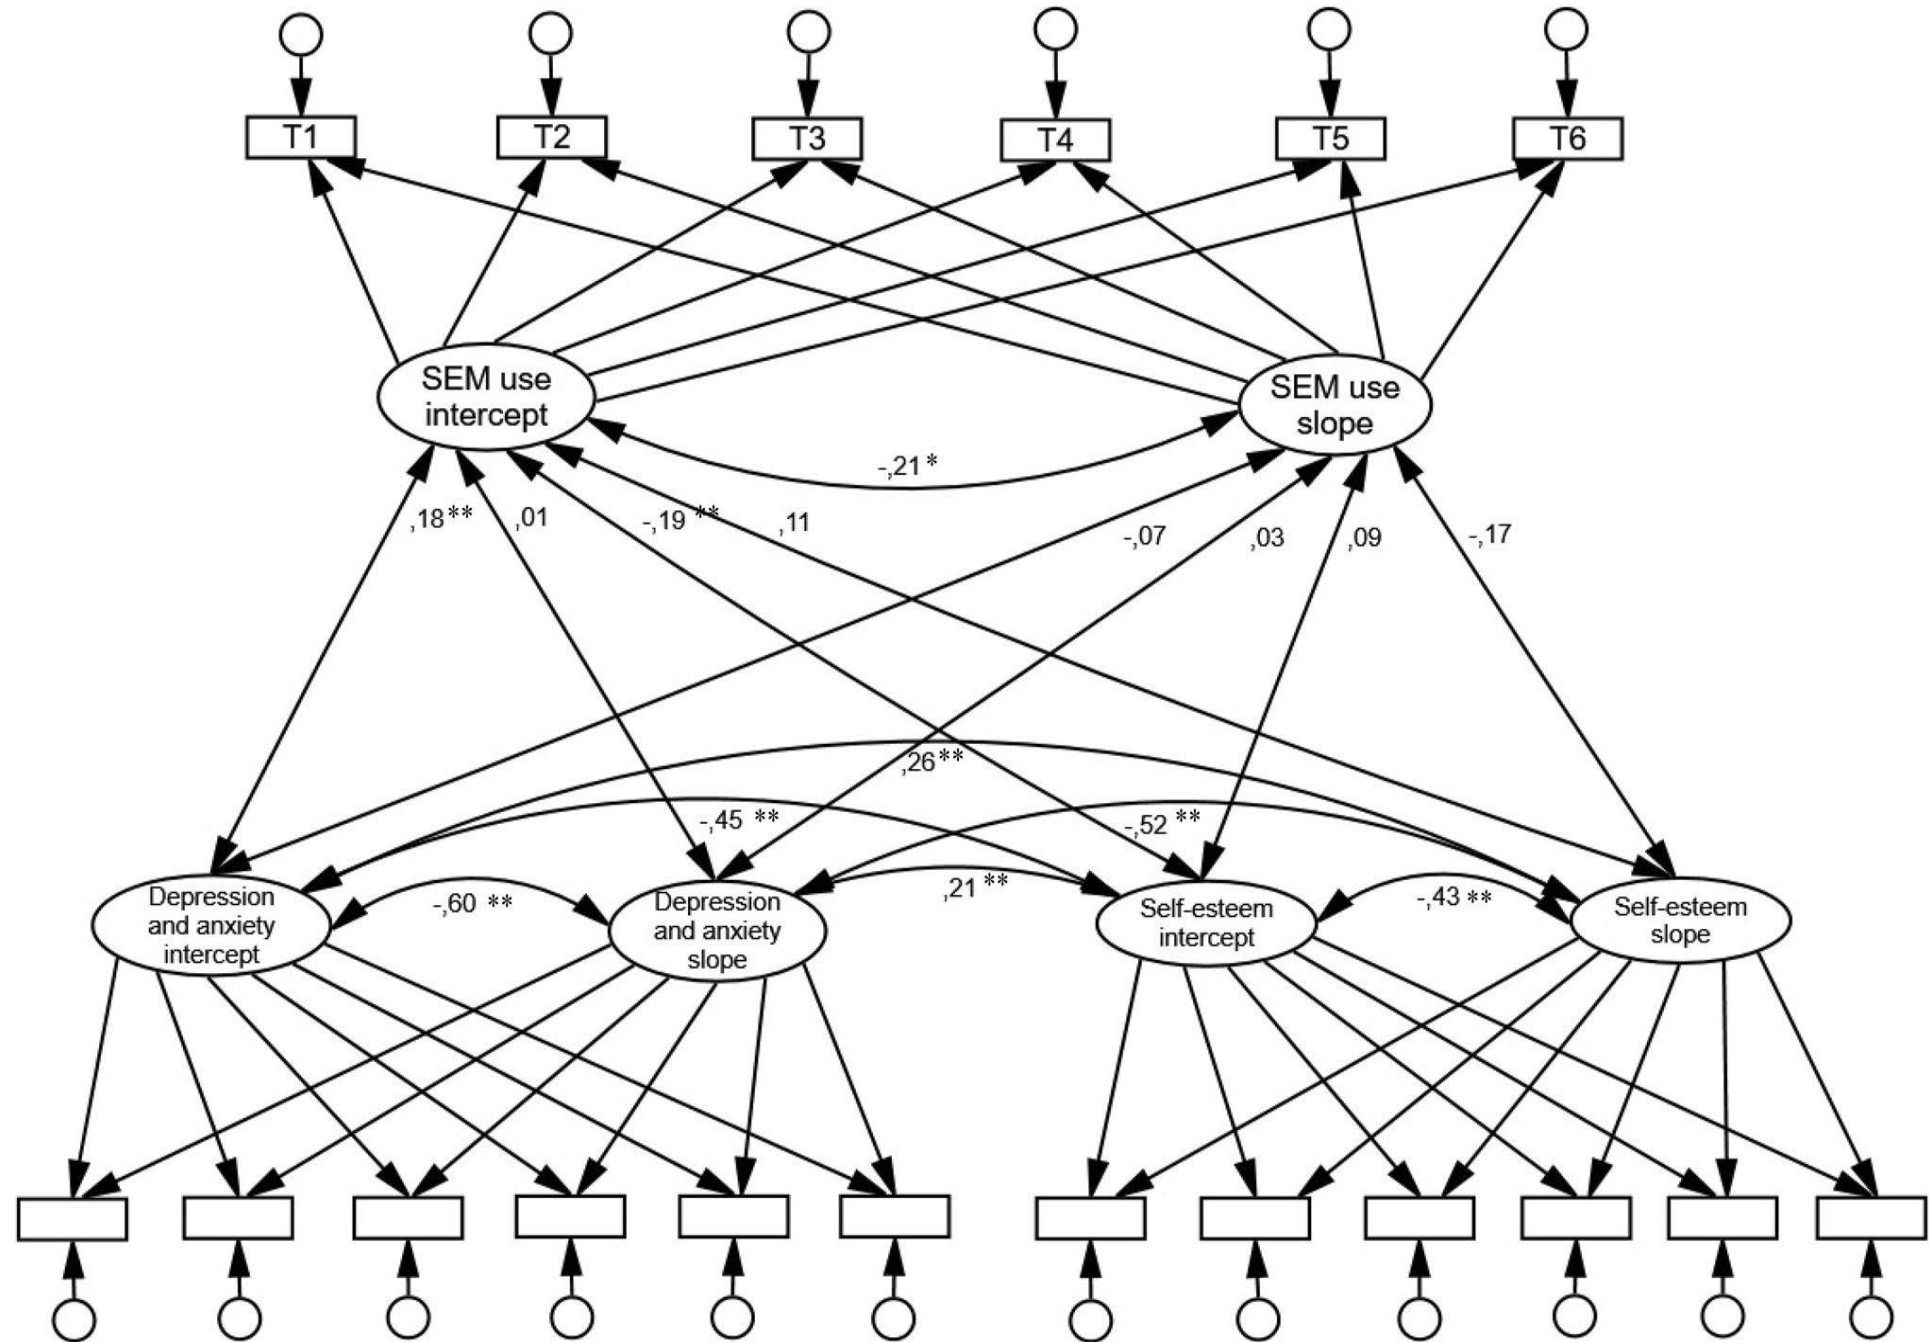 T1
T2
T3
T4
T5
T6
SEM use
intercept
SEM use
slope
-,21*
,18**
,01
-,19 **
,11
-,07
,03
,09
-,17
,26**
-,45 **
-,52 **
-,60 **
,21**
-,43**
Depression
and anxiety
intercept
Depression
and anxiety
slope
Self-esteem
intercept
Self-esteem
slope